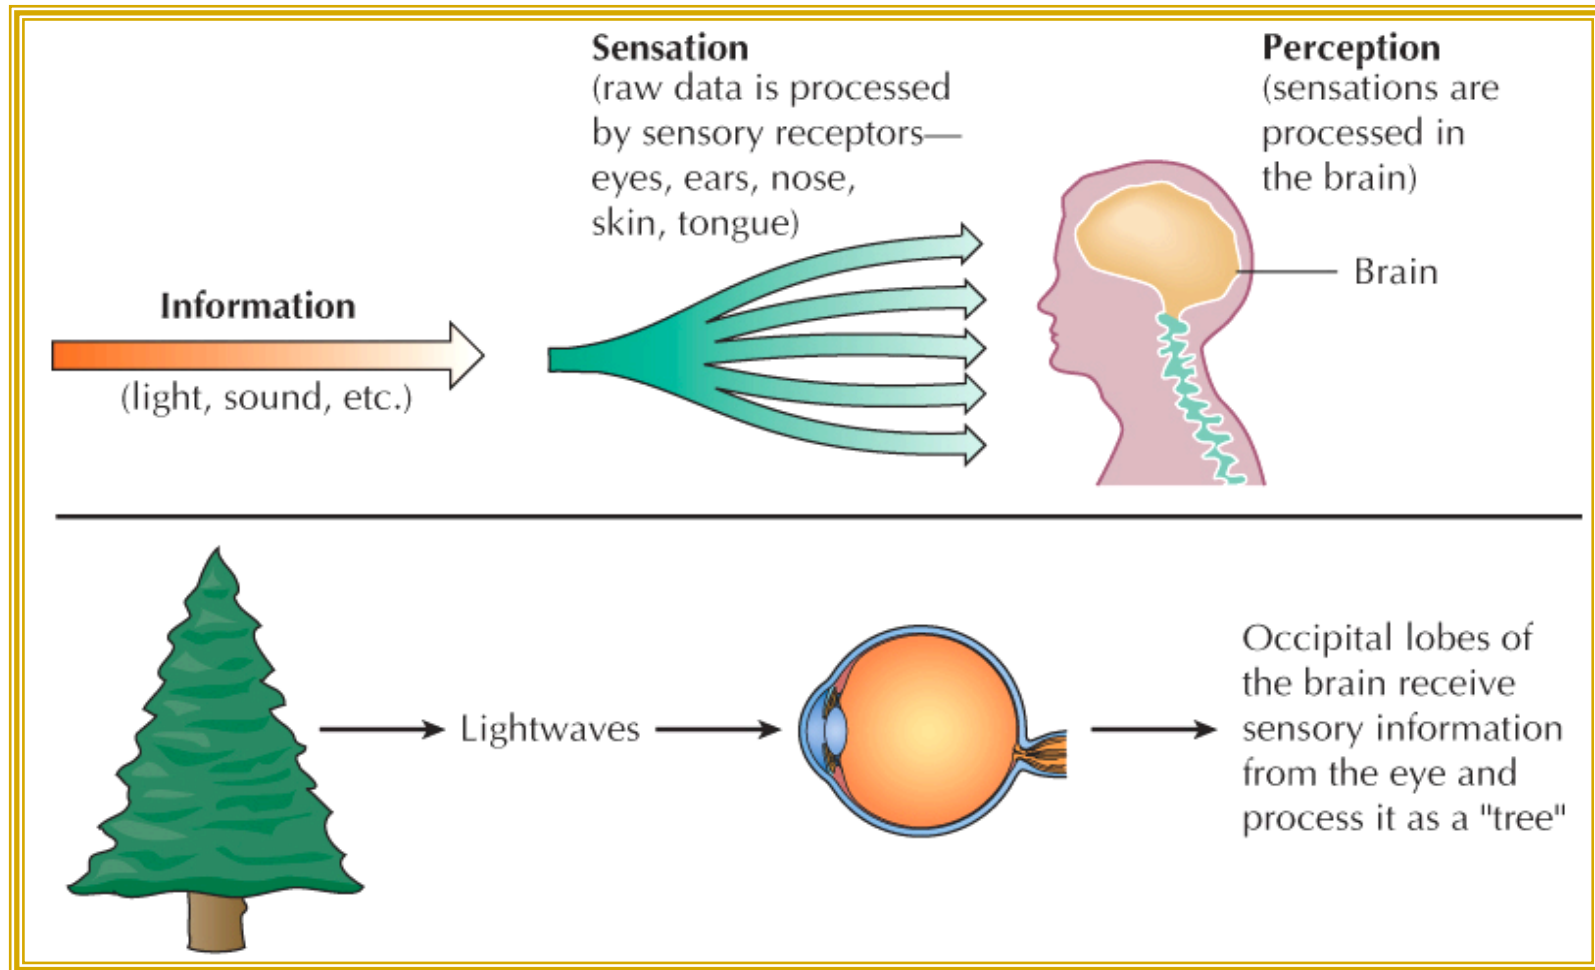 Sensation
(raw data is processed
by sensory receptors—
eyes, ears, nose,
skin, tongue)
Perception
(sensations are
processed in
the brain)
Brain
Information
(light, sound, etc.)
Lightwaves
Occipital lobes of
the brain receive
sensory information
from the eye and
process it as a "tree"